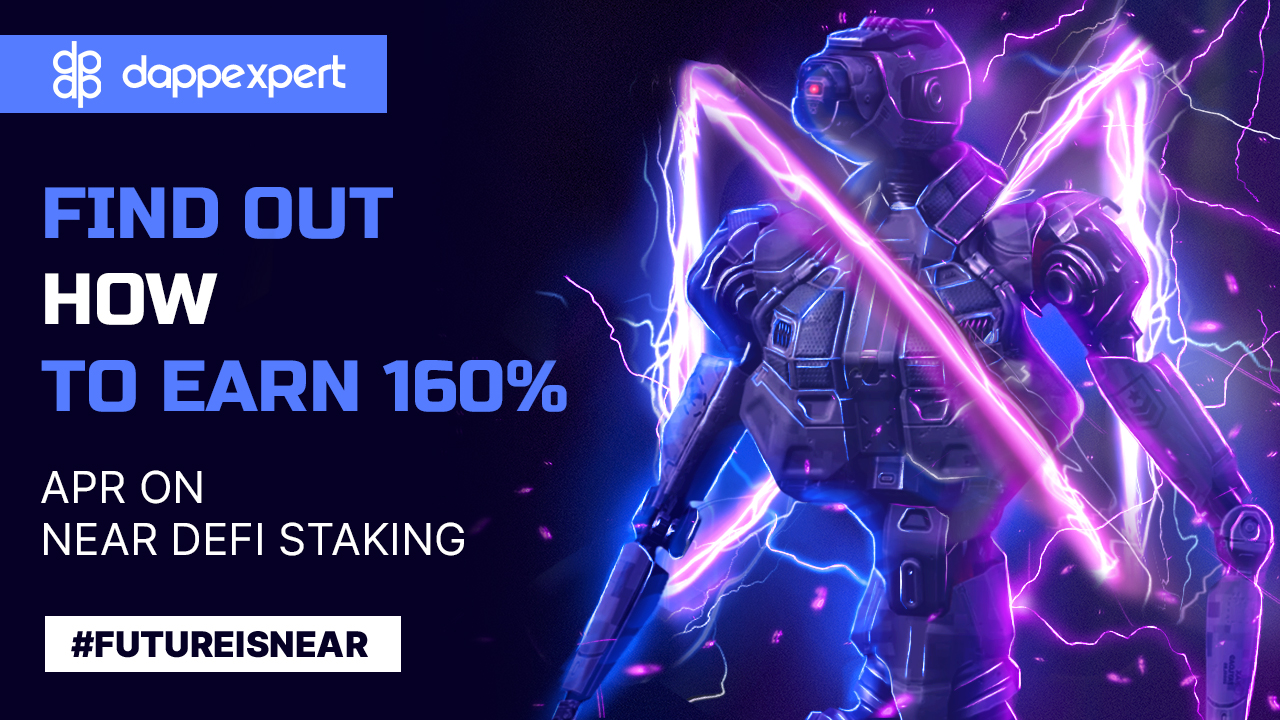 dappexpert
FIND OUT
HOW
TO EARN 160%
APR ON
NEAR DEFI STAKING
#FUTUREISNEAR